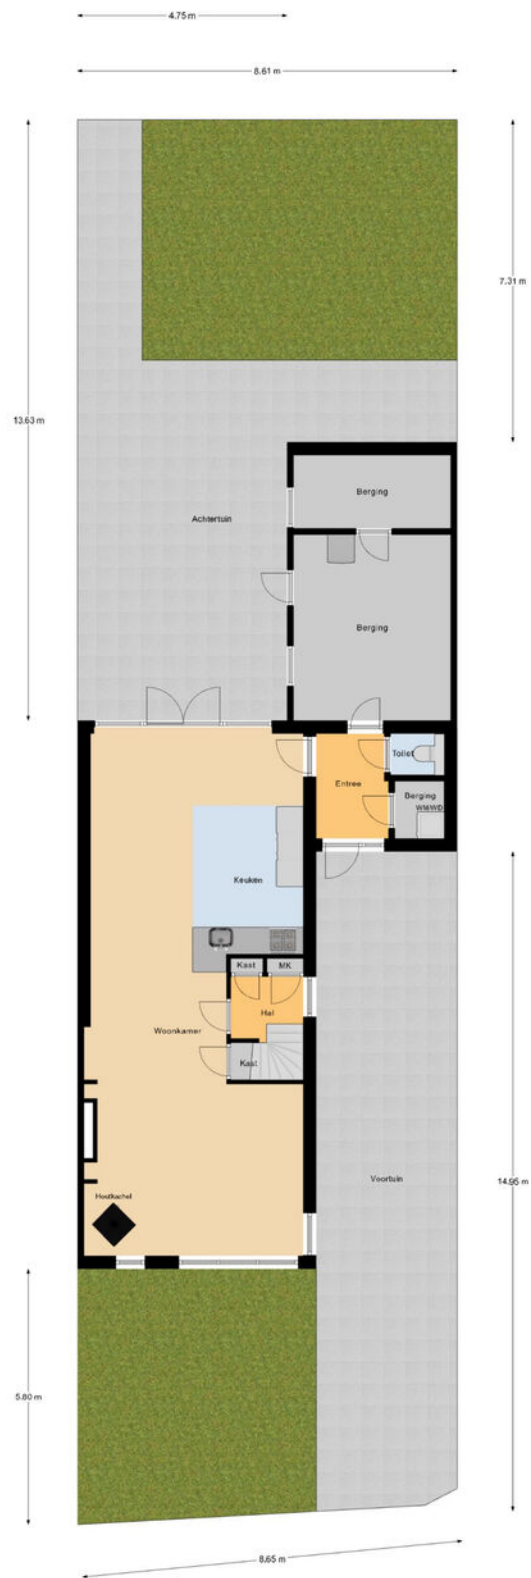 4.75 m
8.61 m
7.31 m
13.63 m
Berging
Achtertuin
Berging
Toilet
Entree
Berging
WM/WD
Keuken
Kast
MK
Hal
Woonkamer
Kast
Voortuin
14.95 m
Houtkachel
5.80 m
8.65 m